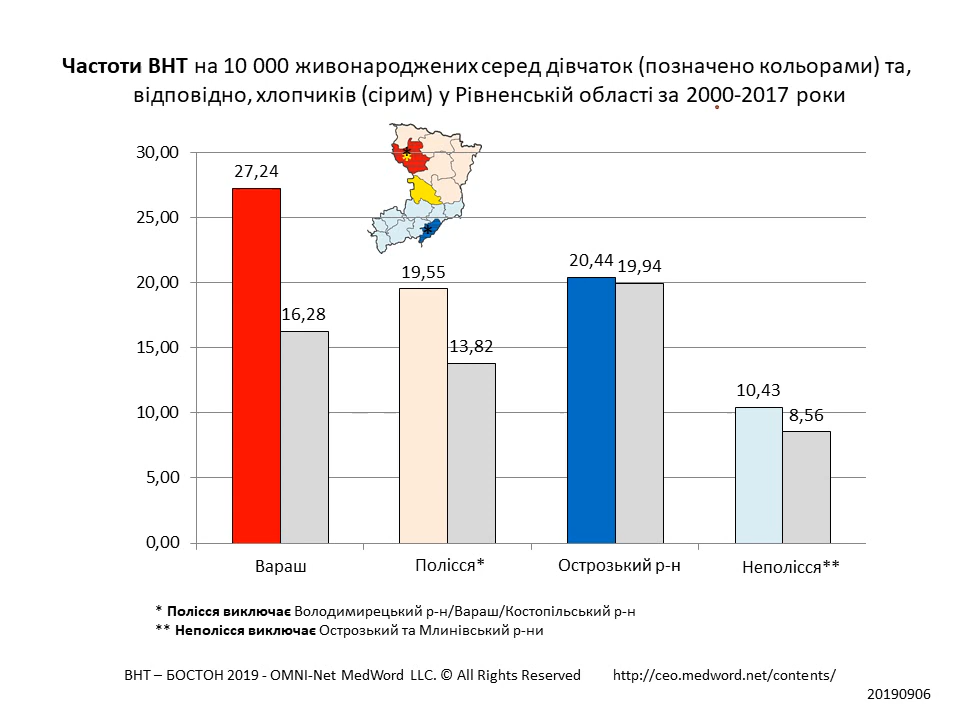 Частоти ВНТ на 10 000 живонароджених серед дівчаток (позначено кольорами) та,
відповідно, хлопчиків (сірим) у Рівненській області за 2000-2017 роки
30,00
25,00
20,00
15,00
10,00
5,00
0,00
27,24
16,28
19,55
13,82
20,44
19,94
10,43
8,56
Вараш
Полісся*
Острозький р-н
Неполісся**
* Полісся виключає Володимирецький р-н/Вараш/Костопільський р-н
** Неполісся виключає Острозький та Млинівський р-ни
ВНТ – БОСТОН 2019 - OMNI-Net MedWord LLC. © All Rights Reserved http://ceo.medword.net/contents/
20190906